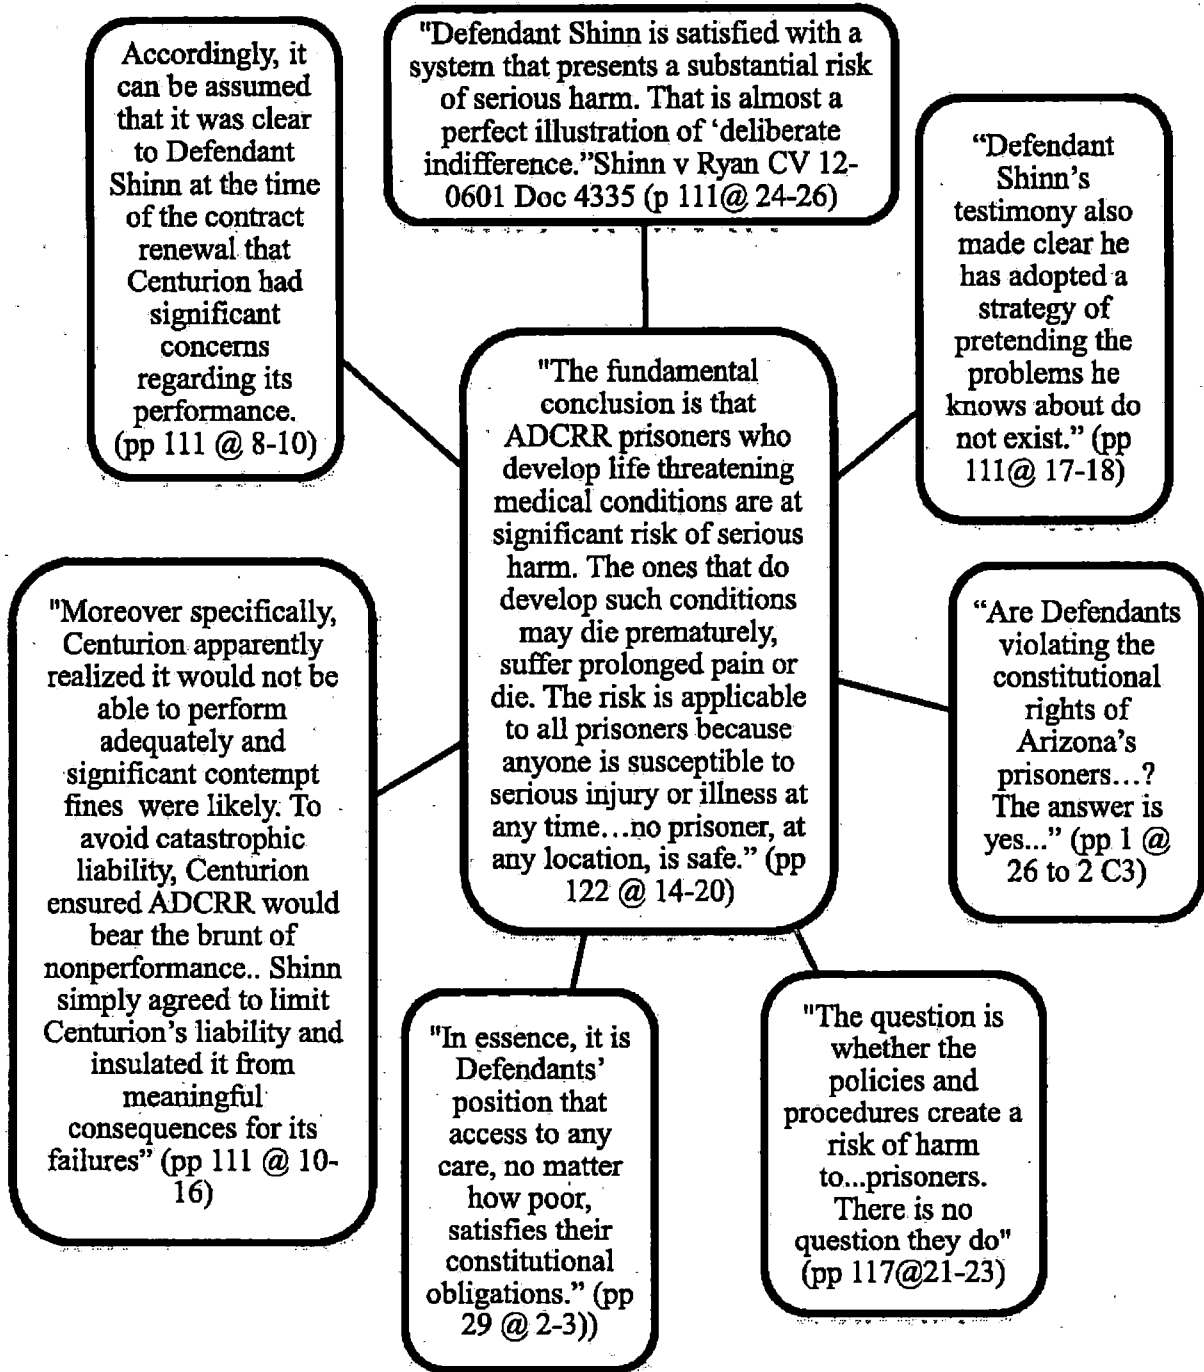 Accordingly, it
can be assumed
that it was clear
to Defendant
Shinn at the time
of the contract
renewal that
Centurion had
significant
concerns
regarding its
performance.
(pp 111 @ 8-10)
"Defendant Shinn is satisfied with a
system that presents a substantial risk
of serious harm. That is almost a
perfect illustration of ‘deliberate
indifference.”Shinn v Ryan CV 12-
0601 Doc 4335 (p 111@ 24-26)
“Defendant
Shinn’s
testimony also
made clear he
has adopted a
strategy of
pretending the
problems he
knows about do
not exist.” (pp
111@ 17-18)
"The fundamental
conclusion is that
ADCRR prisoners who
develop life threatening
medical conditions are at
significant risk of serious
harm. The ones that do
develop such conditions
may die prematurely,
suffer prolonged pain or
die. The risk is applicable
to all prisoners because
anyone is susceptible to
serious injury or illness at
any time…no prisoner, at
any location, is safe.” (pp
122 @ 14-20)
"Moreover specifically,
Centurion apparently
realized it would not be
able to perform
adequately and
significant contempt
fines were likely. To
avoid catastrophic
liability, Centurion
ensured ADCRR would
bear the brunt of
nonperformance.. Shinn
simply agreed to limit
Centurion’s liability and
insulated it from
meaningful
consequences for its
failures” (pp 111 @ 10-
16)
“Are Defendants
violating the
constitutional
rights of
Arizona’s
prisoners…?
The answer is
yes...” (pp 1 @
26 to 2 C3)
"In essence, it is
Defendants’
position that
access to any
care, no matter
how poor,
satisfies their
constitutional
obligations.” (pp
29 @ 2-3))
"The question is
whether the
policies and
procedures create a
risk of harm
to...prisoners.
There is no
question they do"
(pp 117@21-23)